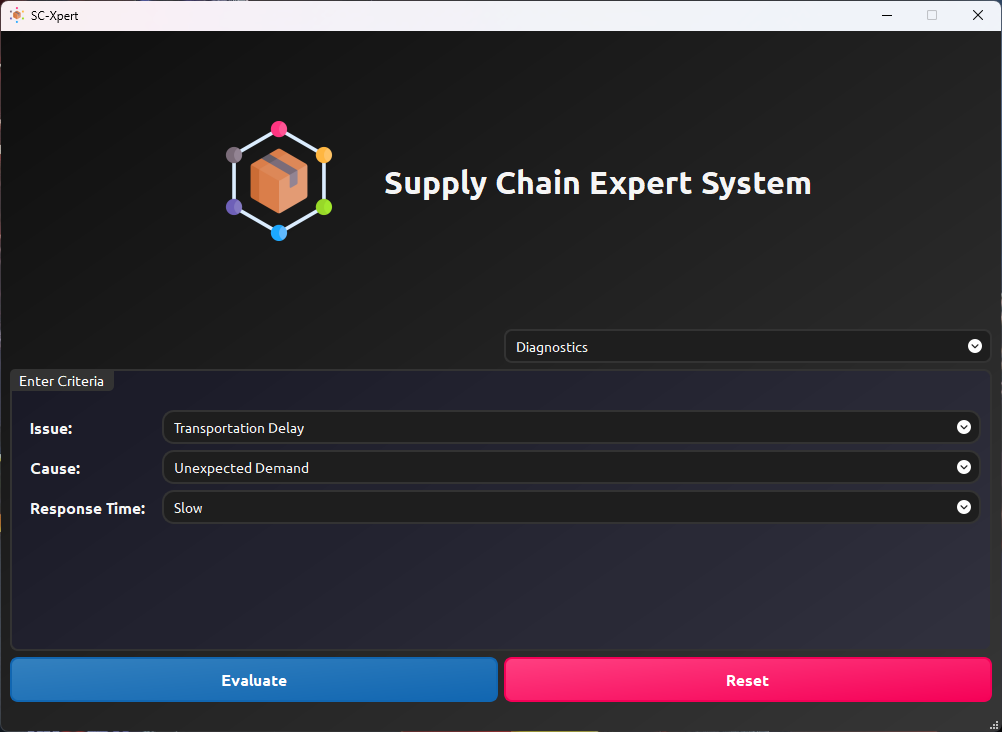 SC-Xpert
Supply Chain Expert System
Diagnostics
Enter Criteria
Issue: Transportation Delay
Cause: Unexpected Demand
Response Time: Slow
Evaluate Reset